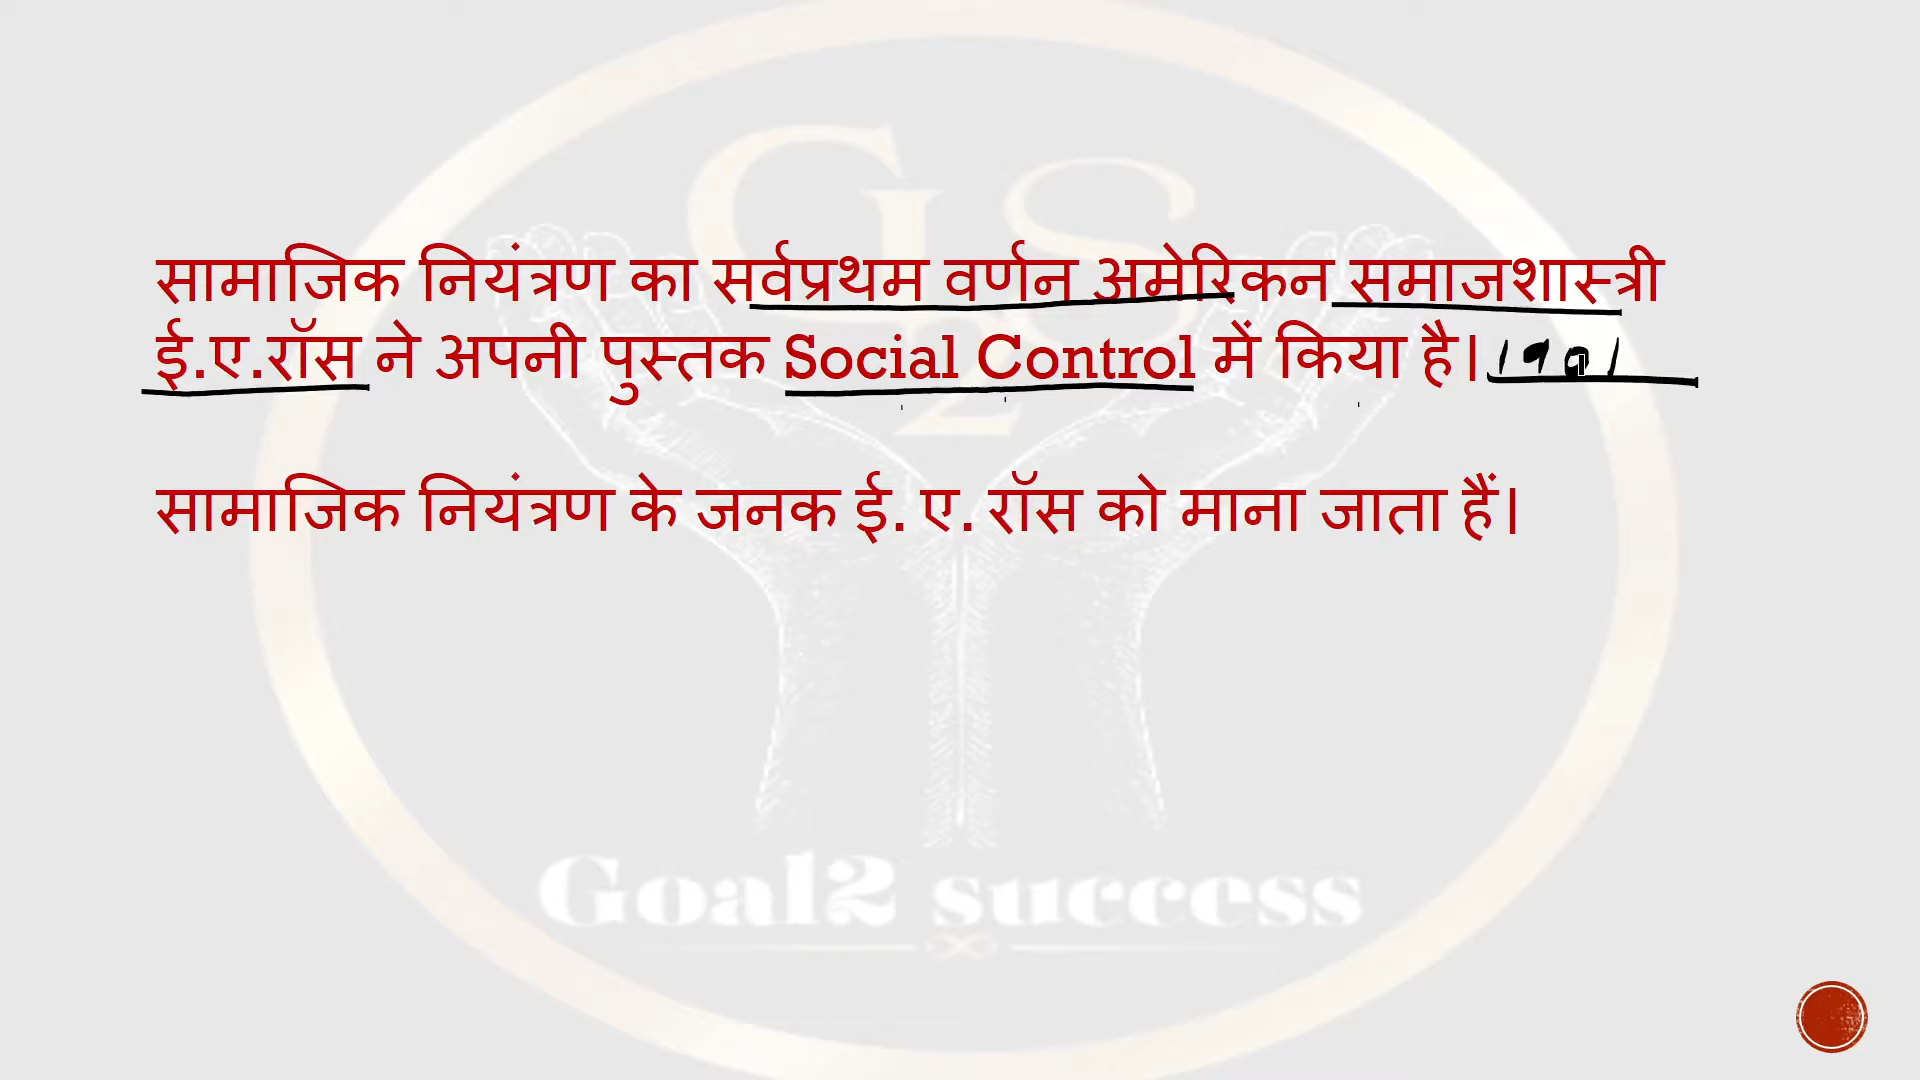 सामाजिक नियंत्रण का सर्वप्रथम वर्णन अमेरिकन समाजशास्त्री
ई.ए.रॉस ने अपनी पुस्तक Social Control में किया है। 1901
सामाजिक नियंत्रण के जनक ई. ए. रॉस को माना जाता हैं।
G2S
Goal2 success